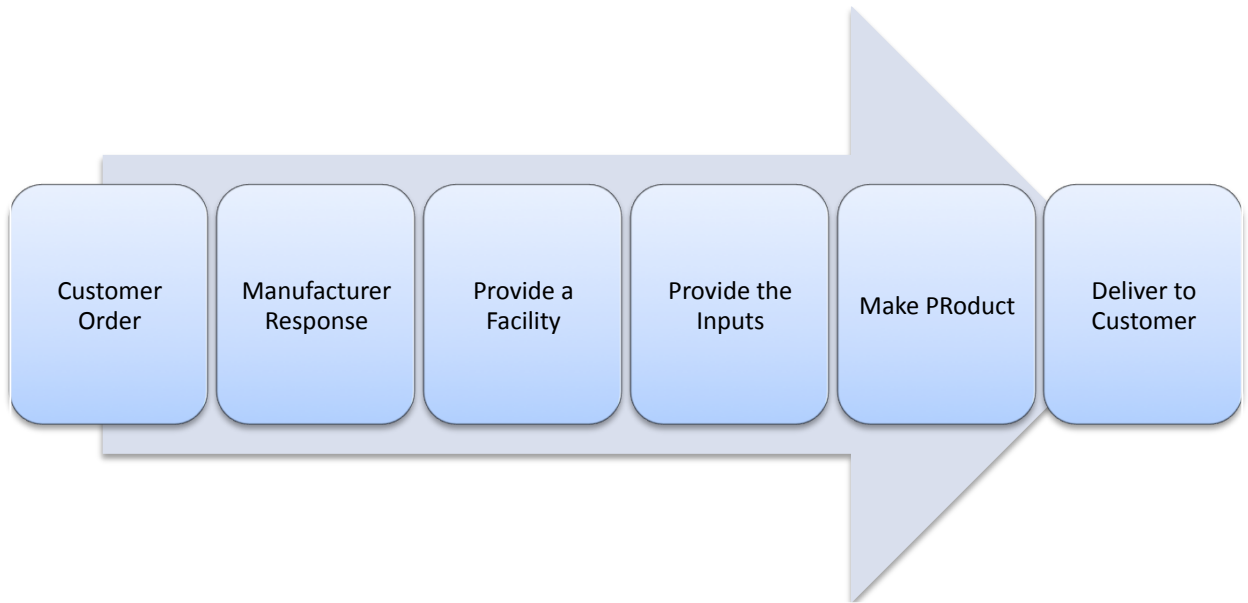 Customer
Order
Manufacturer
Response
Provide a
Facility
Provide the
Inputs
Make PRoduct
Deliver to
Customer